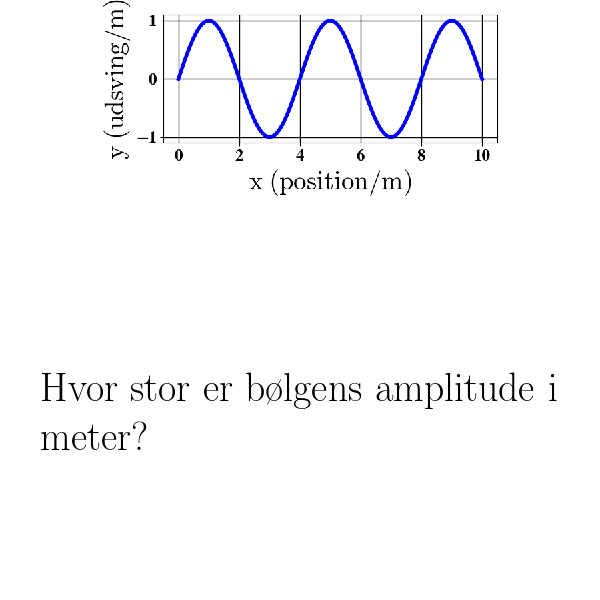 y (udsving/m)
1
0
−1
0 2 4 6 8 10
x (position/m)
Hvor stor er bølgens amplitude i
meter?